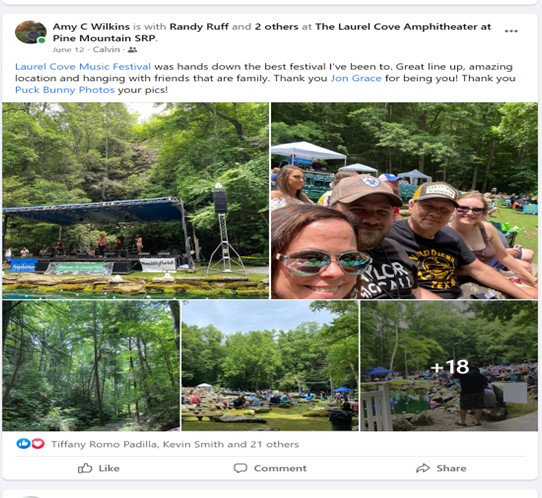 Amy C Wilkins is with Randy Ruff and 2 others at The Laurel Cove Amphitheater at
Pine Mountain SRP.
June 12 · Calvin ·
Laurel Cove Music Festival was hands down the best festival I've been to. Great line up, amazing
location and hanging with friends that are family. Thank you Jon Grace for being you! Thank you
Puck Bunny Photos your pics!
+18
Tiffany Romo Padilla, Kevin Smith and 21 others
Like
Comment
Share